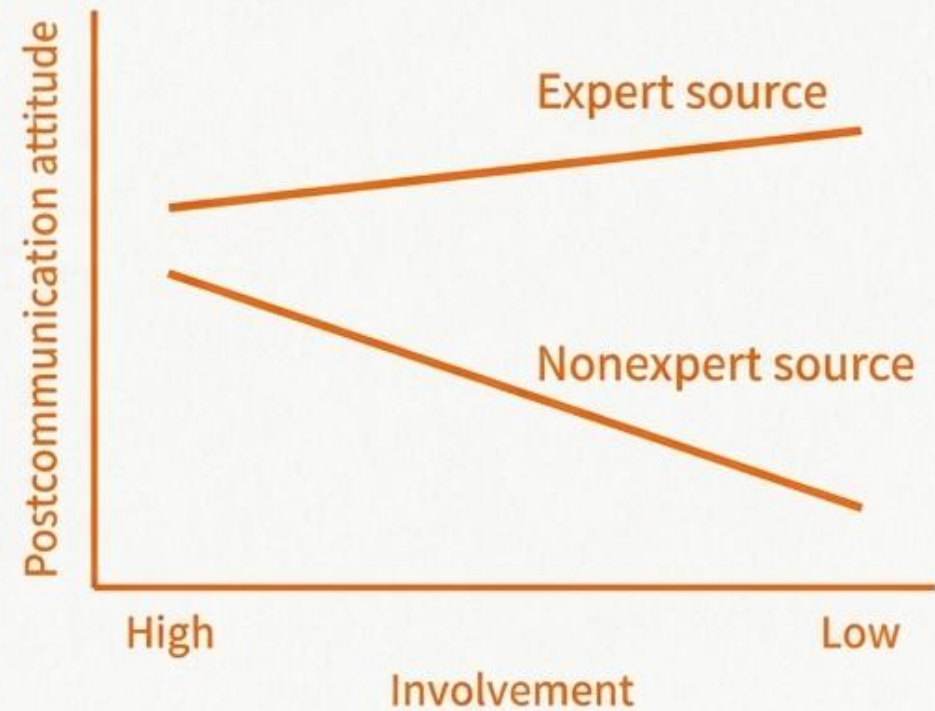 Postcommunication attitude
Expert source
Nonexpert source
High
Low
Involvement